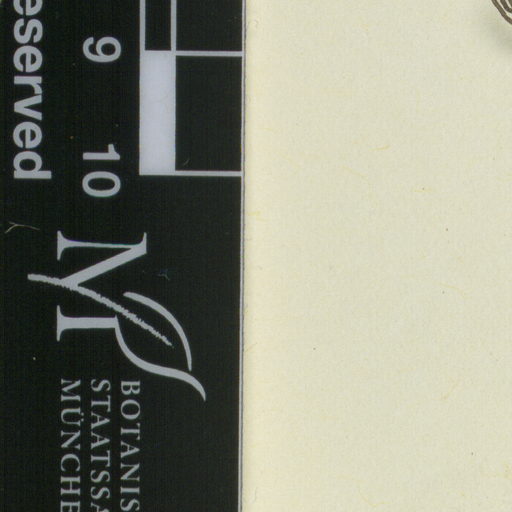 eserved
9 10
BOTANIS
STAATSSA
MÜNCHE